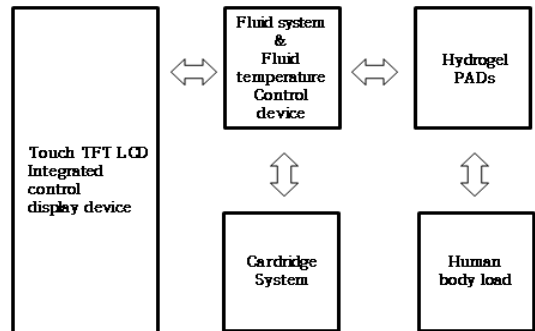 Touch TFT LCD
Integrated
control
display device
Fluid system
&
Fluid
temperature
Control
device
Hydrogel
PADs
Cardridge
System
Human
body load